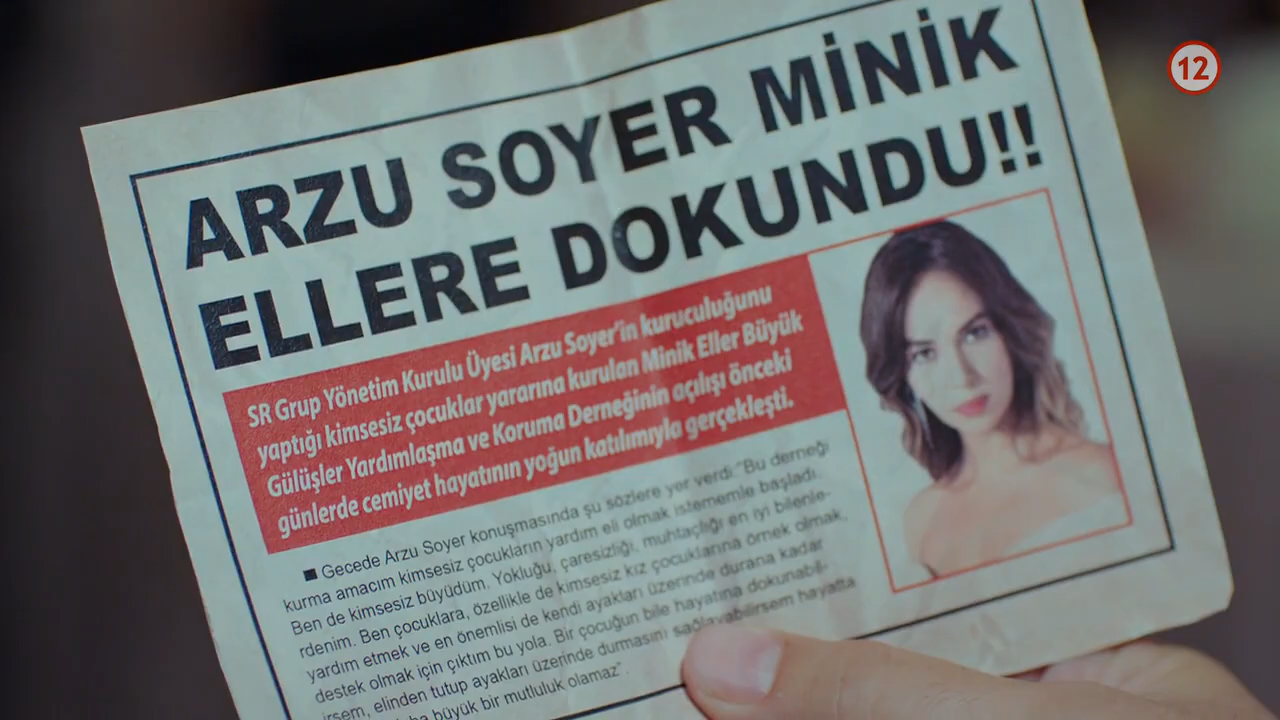 12
ARZU SOYER MİNİK
ELLERE DOKUNDU!!
SR Grup Yönetim Kurulu Üyesi Arzu Soyer'in kuruculuğunu
yaptığı kimsesiz çocuklar yararına kurulan Minik Eller Büyük
Gülüşler Yardımlaşma ve Koruma Derneğinin açılışı önceki
günlerde cemiyet hayatının yoğun katılımıyla gerçekleşti.
■ Gecede Arzu Soyer konuşmasında şu sözlere yer verdi:"Bu derneği
kurma amacım kimsesiz çocukların yardım eli olmak istememle başladı.
Ben de kimsesiz büyüdüm. Yokluğu, çaresizliği, muhtaçlığı en iyi bilenle-
rdenim. Ben çocuklara, özellikle de kimsesiz kız çocuklarına örnek olmak,
yardım etmek ve en önemlisi de kendi ayakları üzerinde durana kadar
destek olmak için çıktım bu yola. Bir çocuğun bile hayatına dokunabili-
irsem, elinden tutup ayakları üzerinde durmasını sağlayabilirsem hayatta
büyük bir mutluluk olamaz".